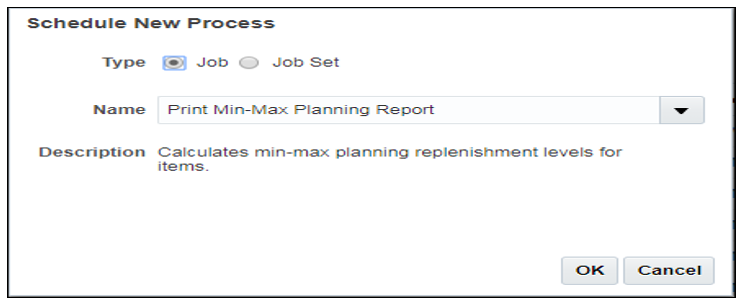 Schedule New Process
Type Job Job Set
Name Print Min-Max Planning Report
Description Calculates min-max planning replenishment levels for
items.
OK Cancel